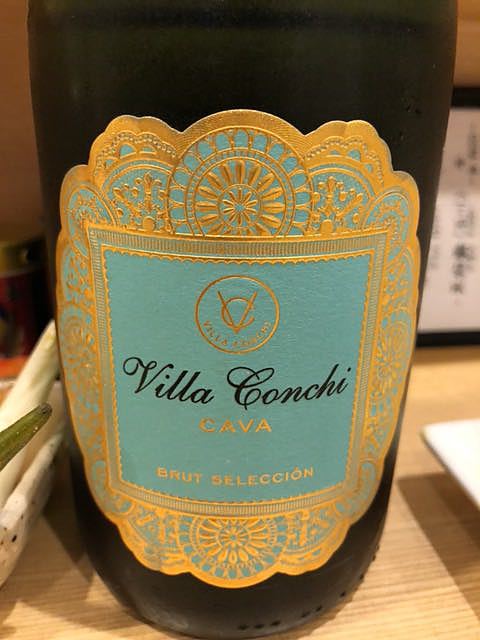 VILLA CONCHI
Villa Conchi
CAVA
BRUT SELECCIÓN